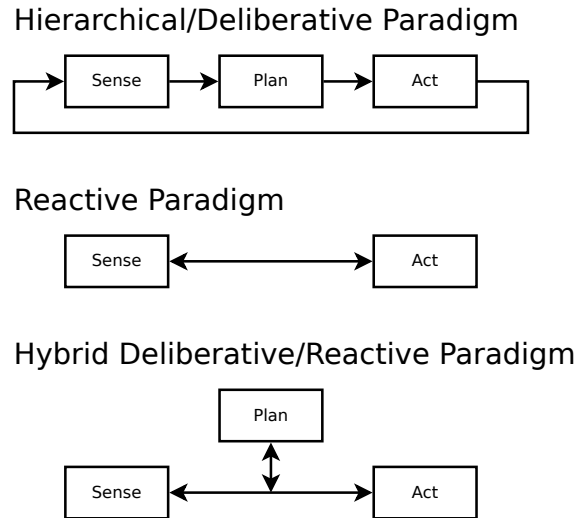 Hierarchical/Deliberative Paradigm
Sense Plan Act
Reactive Paradigm
Sense Act
Hybrid Deliberative/Reactive Paradigm
Plan
Sense Act